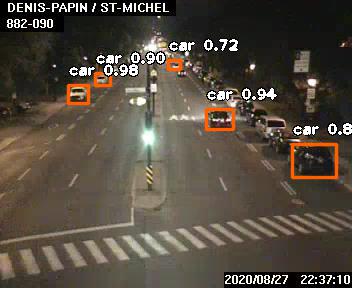 DENIS-PAPIN / ST-MICHEL
882-090
car 0.72
car 0.90
car 0.98
car 0.94
car 0.8
2020/08/27 22:37:10